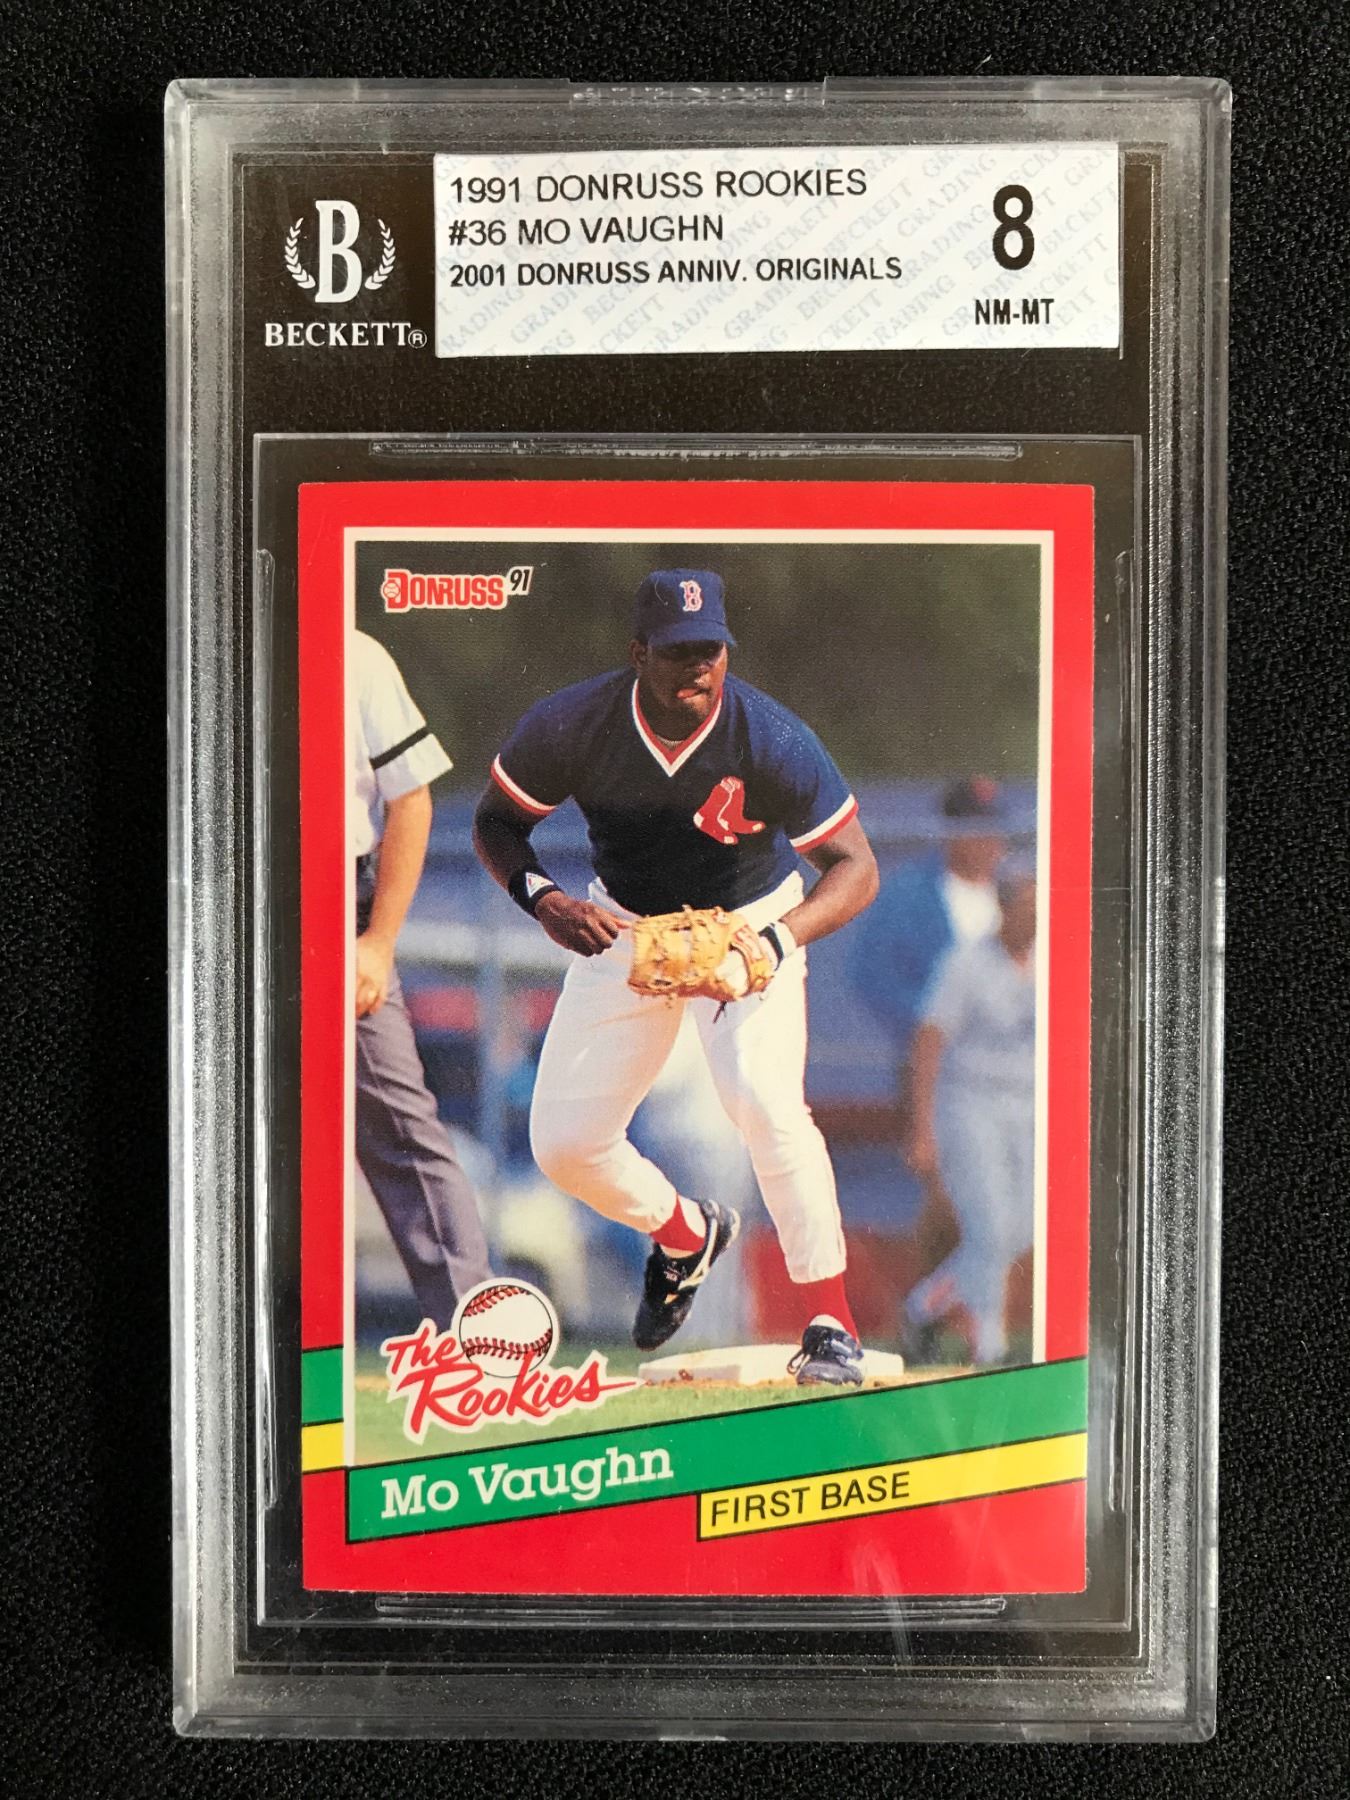 1991 DONRUSS ROOKIES
#36 MO VAUGHN
2001 DONRUSS ANNIV. ORIGINALS
8
NM-MT
B
BECKETT®
DONRUSS 91
B
The
Rookies
Mo Vaughn
FIRST BASE